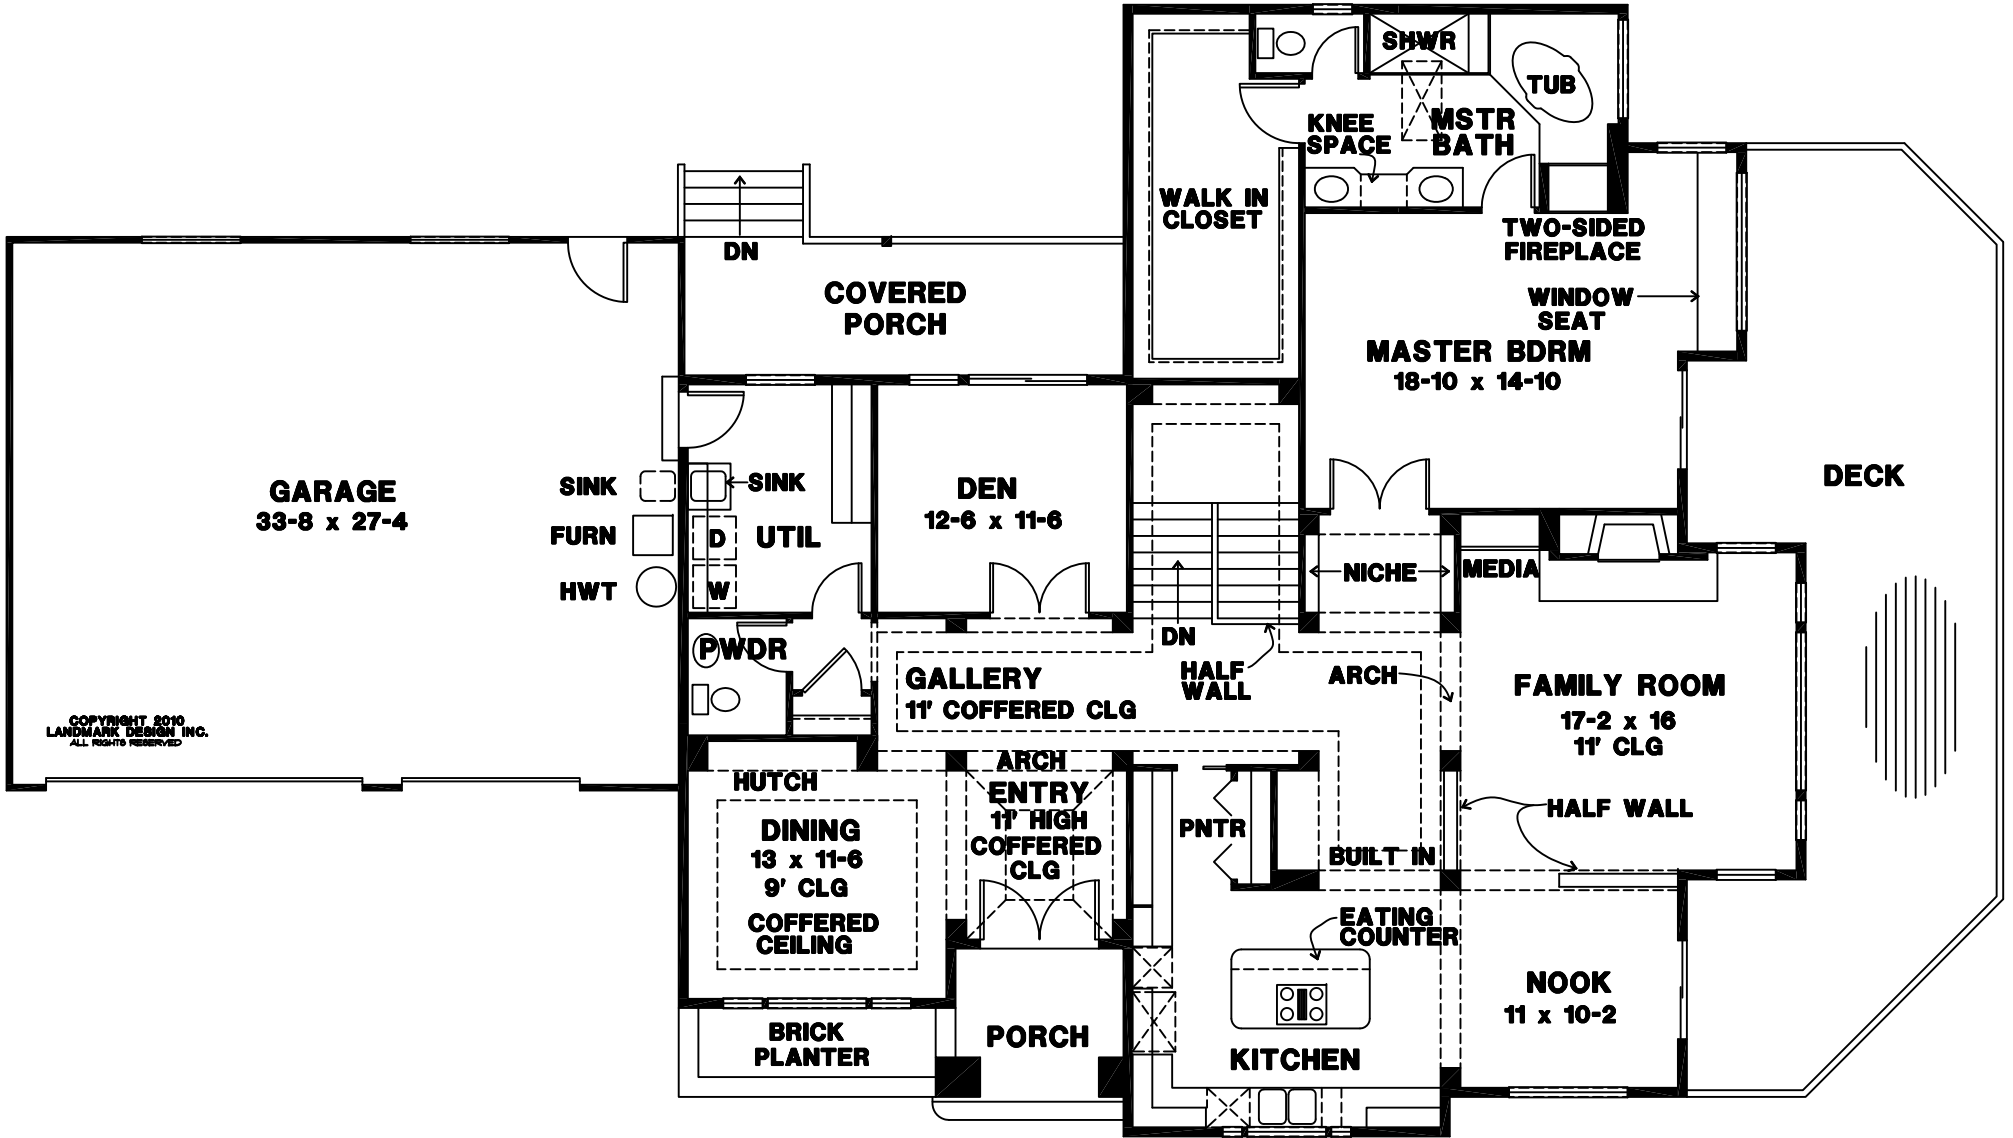 SHWR
TUB
KNEE
SPACE
MSTR
BATH
WALK IN
CLOSET
TWO-SIDED
FIREPLACE
DN
COVERED
PORCH
WINDOW
SEAT
MASTER BDRM
18-10 x 14-10
DECK
GARAGE
33-8 x 27-4
SINK
FURN
HWT
SINK
D
W
UTIL
DEN
12-6 x 11-6
NICHE
MEDIA
DN
HALF
WALL
ARCH
PWDR
GALLERY
11' COFFERED CLG
FAMILY ROOM
17-2 x 16
11' CLG
COPYRIGHT 2010
LANDMARK DESIGN INC.
ALL RIGHTS RESERVED
HUTCH
ARCH
ENTRY
11' HIGH
COFFERED
CLG
DINING
13 x 11-6
9' CLG
COFFERED
CEILING
PNTR
HALF WALL
BUILT IN
EATING
COUNTER
NOOK
11 x 10-2
BRICK
PLANTER
PORCH
KITCHEN